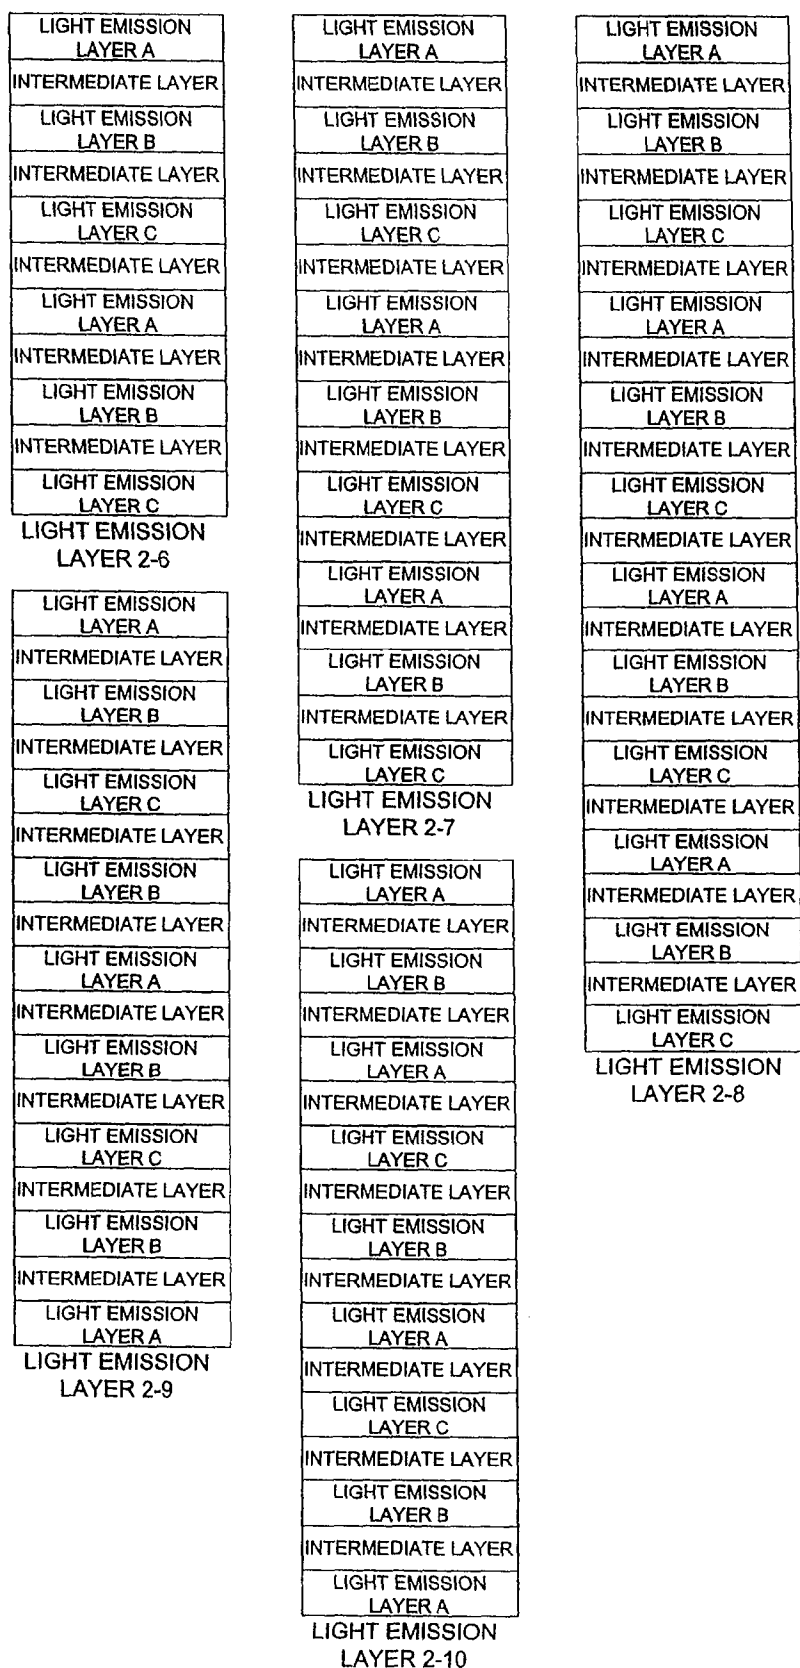 LIGHT EMISSION
LAYER A
INTERMEDIATE LAYER
LIGHT EMISSION
LAYER B
INTERMEDIATE LAYER
LIGHT EMISSION
LAYER C
INTERMEDIATE LAYER
LIGHT EMISSION
LAYER A
INTERMEDIATE LAYER
LIGHT EMISSION
LAYER B
INTERMEDIATE LAYER
LIGHT EMISSION
LAYER C
LIGHT EMISSION
LAYER 2-6
LIGHT EMISSION
LAYER A
INTERMEDIATE LAYER
LIGHT EMISSION
LAYER B
INTERMEDIATE LAYER
LIGHT EMISSION
LAYER C
INTERMEDIATE LAYER
LIGHT EMISSION
LAYER B
INTERMEDIATE LAYER
LIGHT EMISSION
LAYER A
INTERMEDIATE LAYER
LIGHT EMISSION
LAYER B
INTERMEDIATE LAYER
LIGHT EMISSION
LAYER C
INTERMEDIATE LAYER
LIGHT EMISSION
LAYER B
INTERMEDIATE LAYER
LIGHT EMISSION
LAYER A
LIGHT EMISSION
LAYER 2-9
LIGHT EMISSION
LAYER A
INTERMEDIATE LAYER
LIGHT EMISSION
LAYER B
INTERMEDIATE LAYER
LIGHT EMISSION
LAYER C
INTERMEDIATE LAYER
LIGHT EMISSION
LAYER A
INTERMEDIATE LAYER
LIGHT EMISSION
LAYER B
INTERMEDIATE LAYER
LIGHT EMISSION
LAYER C
INTERMEDIATE LAYER
LIGHT EMISSION
LAYER A
INTERMEDIATE LAYER
LIGHT EMISSION
LAYER B
INTERMEDIATE LAYER
LIGHT EMISSION
LAYER C
LIGHT EMISSION
LAYER 2-7
LIGHT EMISSION
LAYER A
INTERMEDIATE LAYER
LIGHT EMISSION
LAYER B
INTERMEDIATE LAYER
LIGHT EMISSION
LAYER A
INTERMEDIATE LAYER
LIGHT EMISSION
LAYER C
INTERMEDIATE LAYER
LIGHT EMISSION
LAYER B
INTERMEDIATE LAYER
LIGHT EMISSION
LAYER A
INTERMEDIATE LAYER
LIGHT EMISSION
LAYER C
INTERMEDIATE LAYER
LIGHT EMISSION
LAYER B
INTERMEDIATE LAYER
LIGHT EMISSION
LAYER A
LIGHT EMISSION
LAYER 2-10
LIGHT EMISSION
LAYER A
INTERMEDIATE LAYER
LIGHT EMISSION
LAYER B
INTERMEDIATE LAYER
LIGHT EMISSION
LAYER C
INTERMEDIATE LAYER
LIGHT EMISSION
LAYER A
INTERMEDIATE LAYER
LIGHT EMISSION
LAYER B
INTERMEDIATE LAYER
LIGHT EMISSION
LAYER C
INTERMEDIATE LAYER
LIGHT EMISSION
LAYER A
INTERMEDIATE LAYER
LIGHT EMISSION
LAYER B
INTERMEDIATE LAYER
LIGHT EMISSION
LAYER C
INTERMEDIATE LAYER
LIGHT EMISSION
LAYER A
INTERMEDIATE LAYER
LIGHT EMISSION
LAYER B
INTERMEDIATE LAYER
LIGHT EMISSION
LAYER C
LIGHT EMISSION
LAYER 2-8